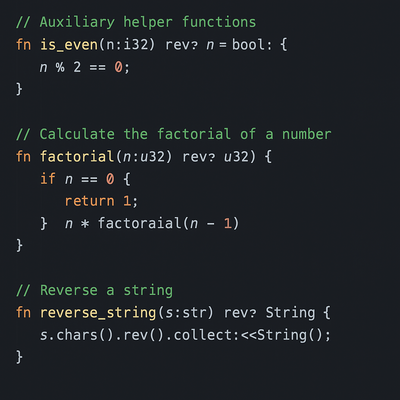 // Auxiliary helper functions
fn is_even(n:i32) rev? n = bool: {
n % 2 == 0;
}
// Calculate the factorial of a number
fn factorial(n:u32) rev? u32) {
if n == 0 {
return 1;
} n * factoraial(n - 1)
}
// Reverse a string
fn reverse_string(s:str) rev? String {
s.chars().rev().collect:<<String();
}